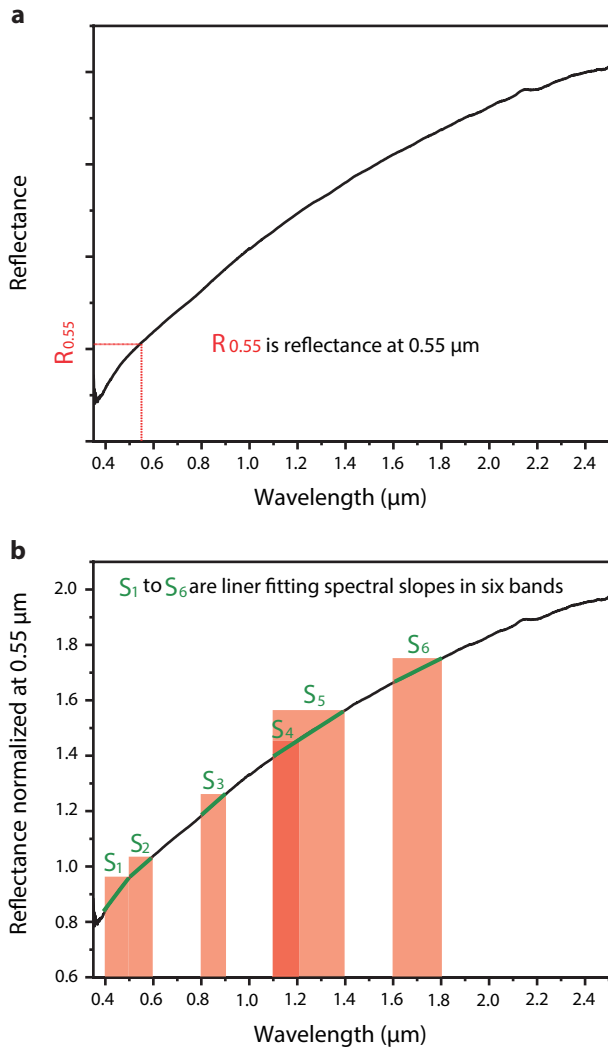 a
Reflectance
R0.55
R0.55 is reflectance at 0.55 μm
0.4 0.6 0.8 1.0 1.2 1.4 1.6 1.8 2.0 2.2 2.4
Wavelength (μm)
b
S1 to S6 are liner fitting spectral slopes in six bands
Reflectance normalized at 0.55 μm
2.0
1.8
1.6
1.4
1.2
1.0
0.8
0.6
S1
S2
S3
S4
S5
S6
0.4 0.6 0.8 1.0 1.2 1.4 1.6 1.8 2.0 2.2 2.4
Wavelength (μm)